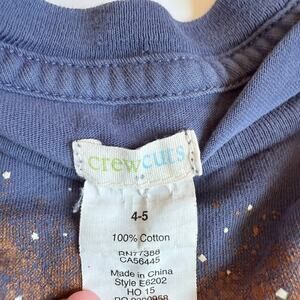 crewcuts
4-5
100% Cotton
RN77388
CA56445
Made in China
Style E6202
HO 15